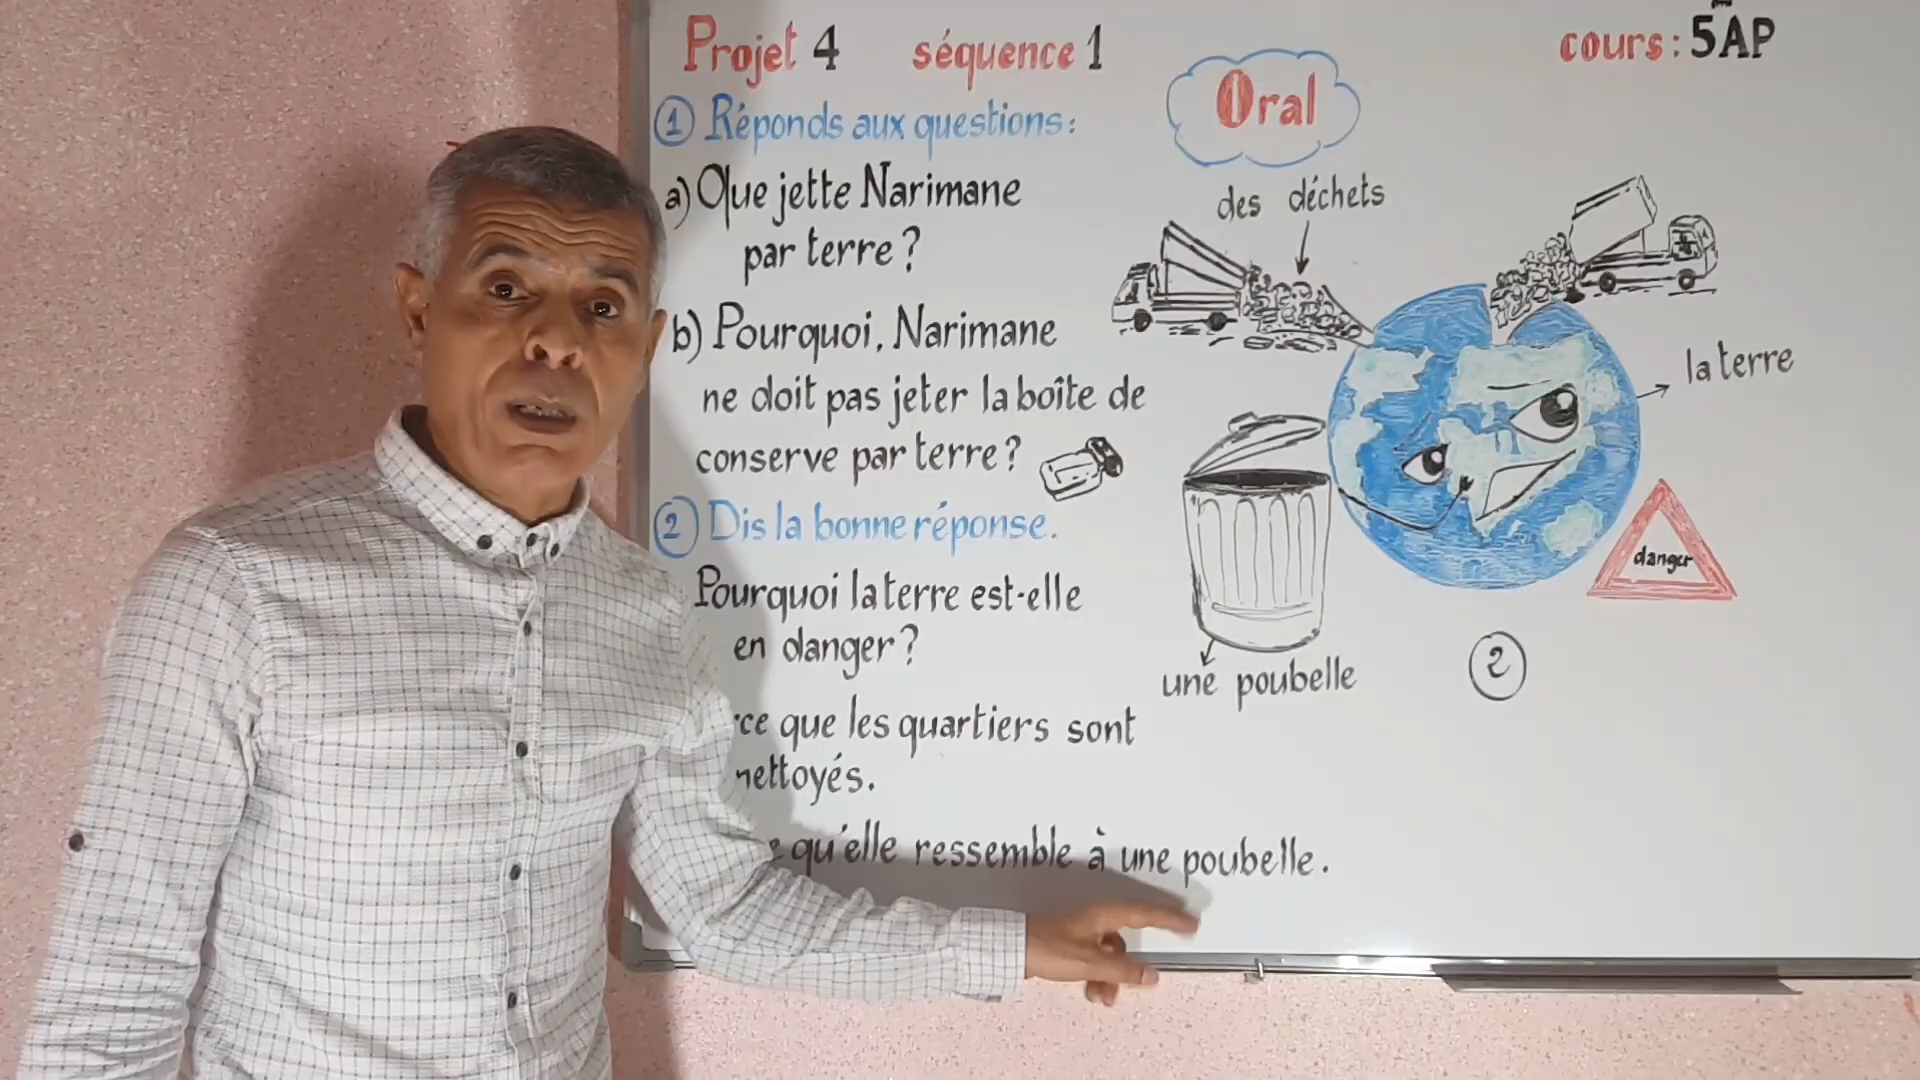 Projet 4 séquence 1
cours : 5AP
Oral
① Réponds aux questions :
a) Que jette Narimane
par terre ?
b) Pourquoi, Narimane
ne doit pas jeter la boîte de
conserve par terre ?
② Dis la bonne réponse.
Pourquoi la terre est-elle
en danger ?
que les quartiers sont
nettoyés.
qu'elle ressemble à une poubelle.
des déchets
la terre
danger
une poubelle
②